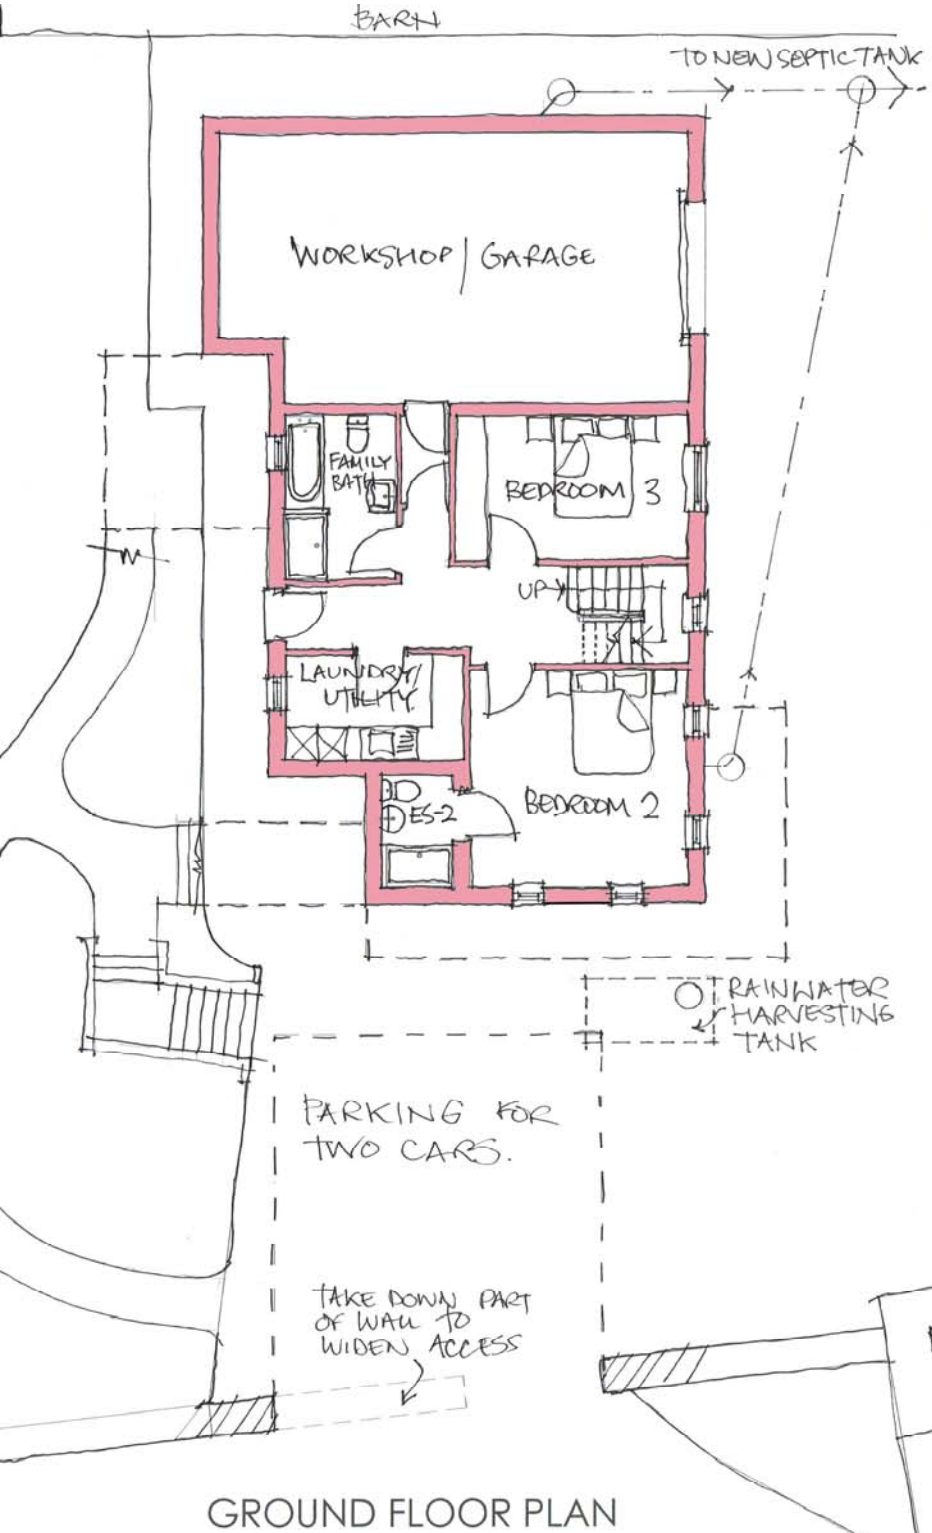 BARN
TO NEW SEPTIC TANK
WORKSHOP/GARAGE
FAMILY
BATH
BEDROOM 3
UP
LAUNDRY/
UTILITY.
ES-2
BEDROOM 2
RAINWATER
HARVESTING
TANK
PARKING FOR
TWO CARS.
TAKE DOWN PART
OF WALL TO
WIDEN ACCESS
GROUND FLOOR PLAN